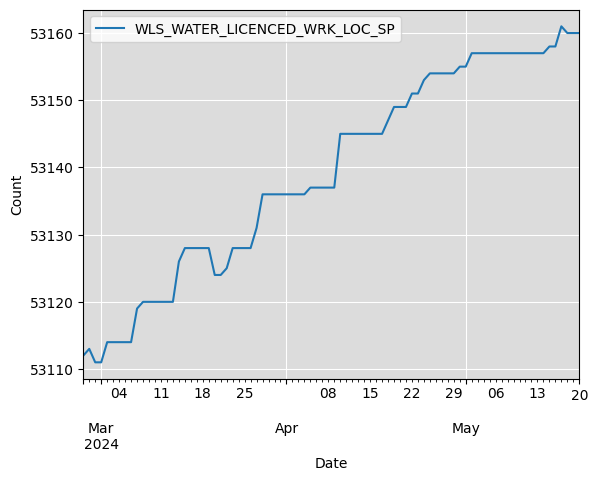 WLS_WATER_LICENCED_WRK_LOC_SP
53160
53150
53140
53130
53120
53110
Count
04 11 18 25 08 15 22 29 06 13 20
Mar Apr May
2024
Date